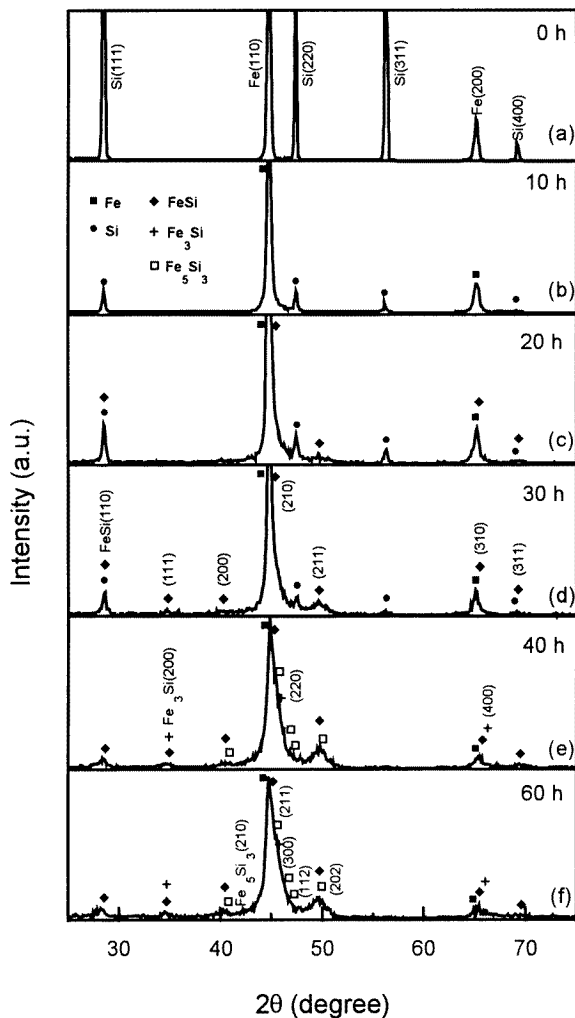 Si(111)
Fe(110)
Si(220)
Si(311)
Fe(200)
Si(400)
0 h
(a)
10 h
■ Fe
◆ FeSi
● Si
+ Fe3Si
□ Fe5Si3
(b)
20 h
(c)
30 h
FeSi(110)
(111)
(200)
(210)
(211)
(310)
(311)
(d)
40 h
+ Fe3Si(200)
(220)
(400)
(e)
60 h
Fe5Si3(210)
(211)
(300)
(112)
(202)
(f)
Intensity (a.u.)
30 40 50 60 70
2θ (degree)